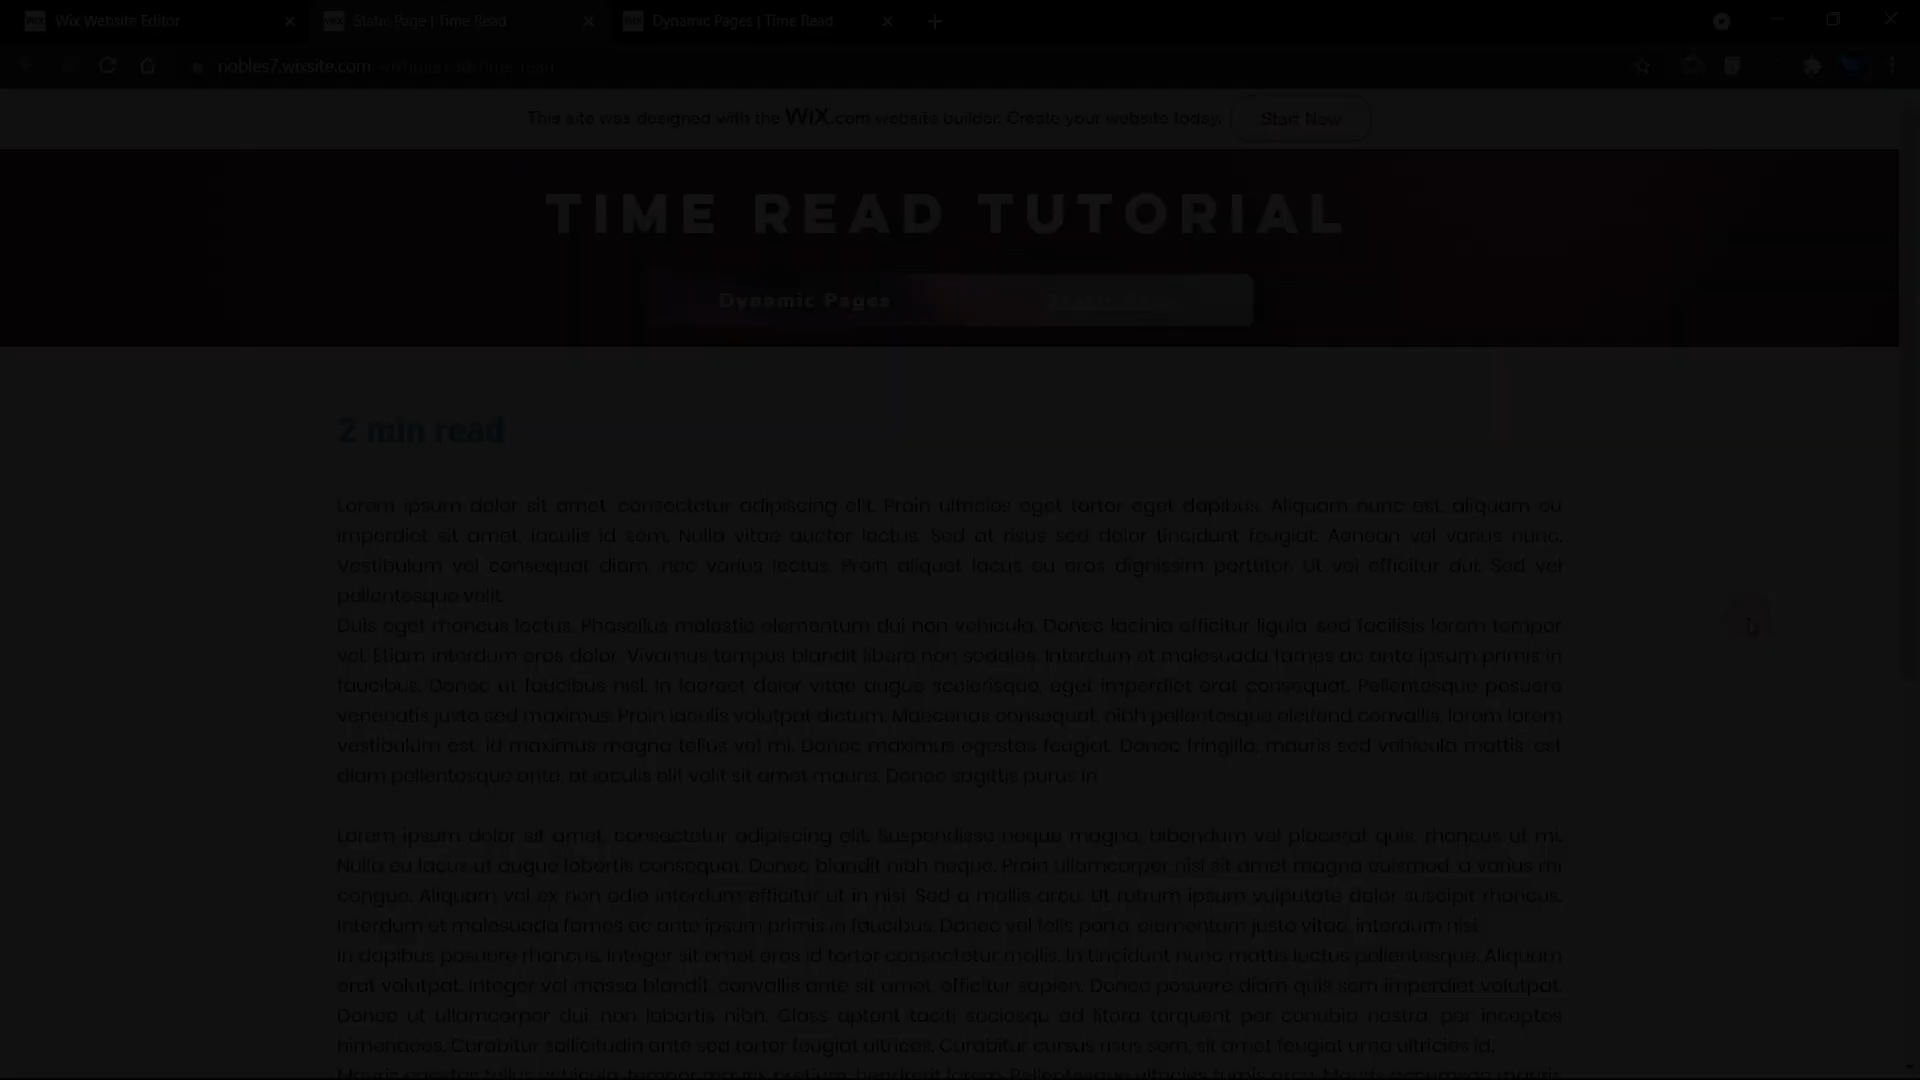 Wix Website Editor
Static Page | Time Read
Dynamic Pages | Time Read
nobles7.wixsite.com
This site was designed with the WiX.com website builder. Create your website today.
Start Now
TIME READ TUTORIAL
Dynamic Pages
2 min read
Lorem ipsum dolor sit amet, consectetur adipiscing elit. Proin ultricies eget tortor eget dapibus. Aliquam nunc est, aliquam eu
imperdiet sit amet, iaculis id sem. Nulla vitae auctor lectus. Sed at risus sed dolor tincidunt feugiat. Aenean vel varius nunc.
Vestibulum vel consequat diam, nec varius lectus. Proin aliquet lacus eu eros dignissim porttitor. Ut vel efficitur dui. Sed vel
pellentesque velit.
Duis eget rhoncus lectus. Phasellus molestie elementum dui non vehicula. Donec lacinia efficitur ligula, sed facilisis lorem tempor
vel. Etiam interdum eros dolor. Vivamus tempus blandit libero non sodales. Interdum et malesuada fames ac ante ipsum primis in
faucibus. Donec ut faucibus nisl. In laoreet dolor vitae augue scelerisque, eget imperdiet erat consequat. Pellentesque posuere
venenatis justo sed maximus. Proin iaculis volutpat dictum. Maecenas consequat, nibh pellentesque eleifend convallis, lorem lorem
vestibulum est, id maximus magna tellus vel mi. Donec maximus egestas feugiat. Donec fringilla, mauris sed vehicula mattis, est
diam pellentesque ante, at iaculis elit velit sit amet mauris. Donec sagittis purus in
Lorem ipsum dolor sit amet, consectetur adipiscing elit. Suspendisse neque magna, bibendum vel placerat quis, rhoncus ut mi.
Nulla eu lacus ut augue lobortis consequat. Donec blandit nibh neque. Proin ullamcorper nisl sit amet magna euismod, a varius mi
congue. Aliquam vel ex non odio interdum efficitur ut in nisi. Sed a mollis arcu. Ut rutrum ipsum vulputate dolor suscipit rhoncus.
Interdum et malesuada fames ac ante ipsum primis in faucibus. Donec vel felis porta, elementum justo vitae, interdum nisl.
In dapibus posuere rhoncus. Integer sit amet eros id tortor consectetur mollis. In tincidunt nunc mattis luctus pellentesque. Aliquam
erat volutpat. Integer vel massa blandit, convallis ante sit amet, efficitur sapien. Donec posuere diam quis sem imperdiet volutpat.
Donec ut ullamcorper dui, non lobortis nibh. Class aptent taciti sociosqu ad litora torquent per conubia nostra, per inceptos
himenaeos. Curabitur sollicitudin ante sed tortor feugiat ultrices. Curabitur cursus risus sem, sit amet feugiat urna ultricies id.